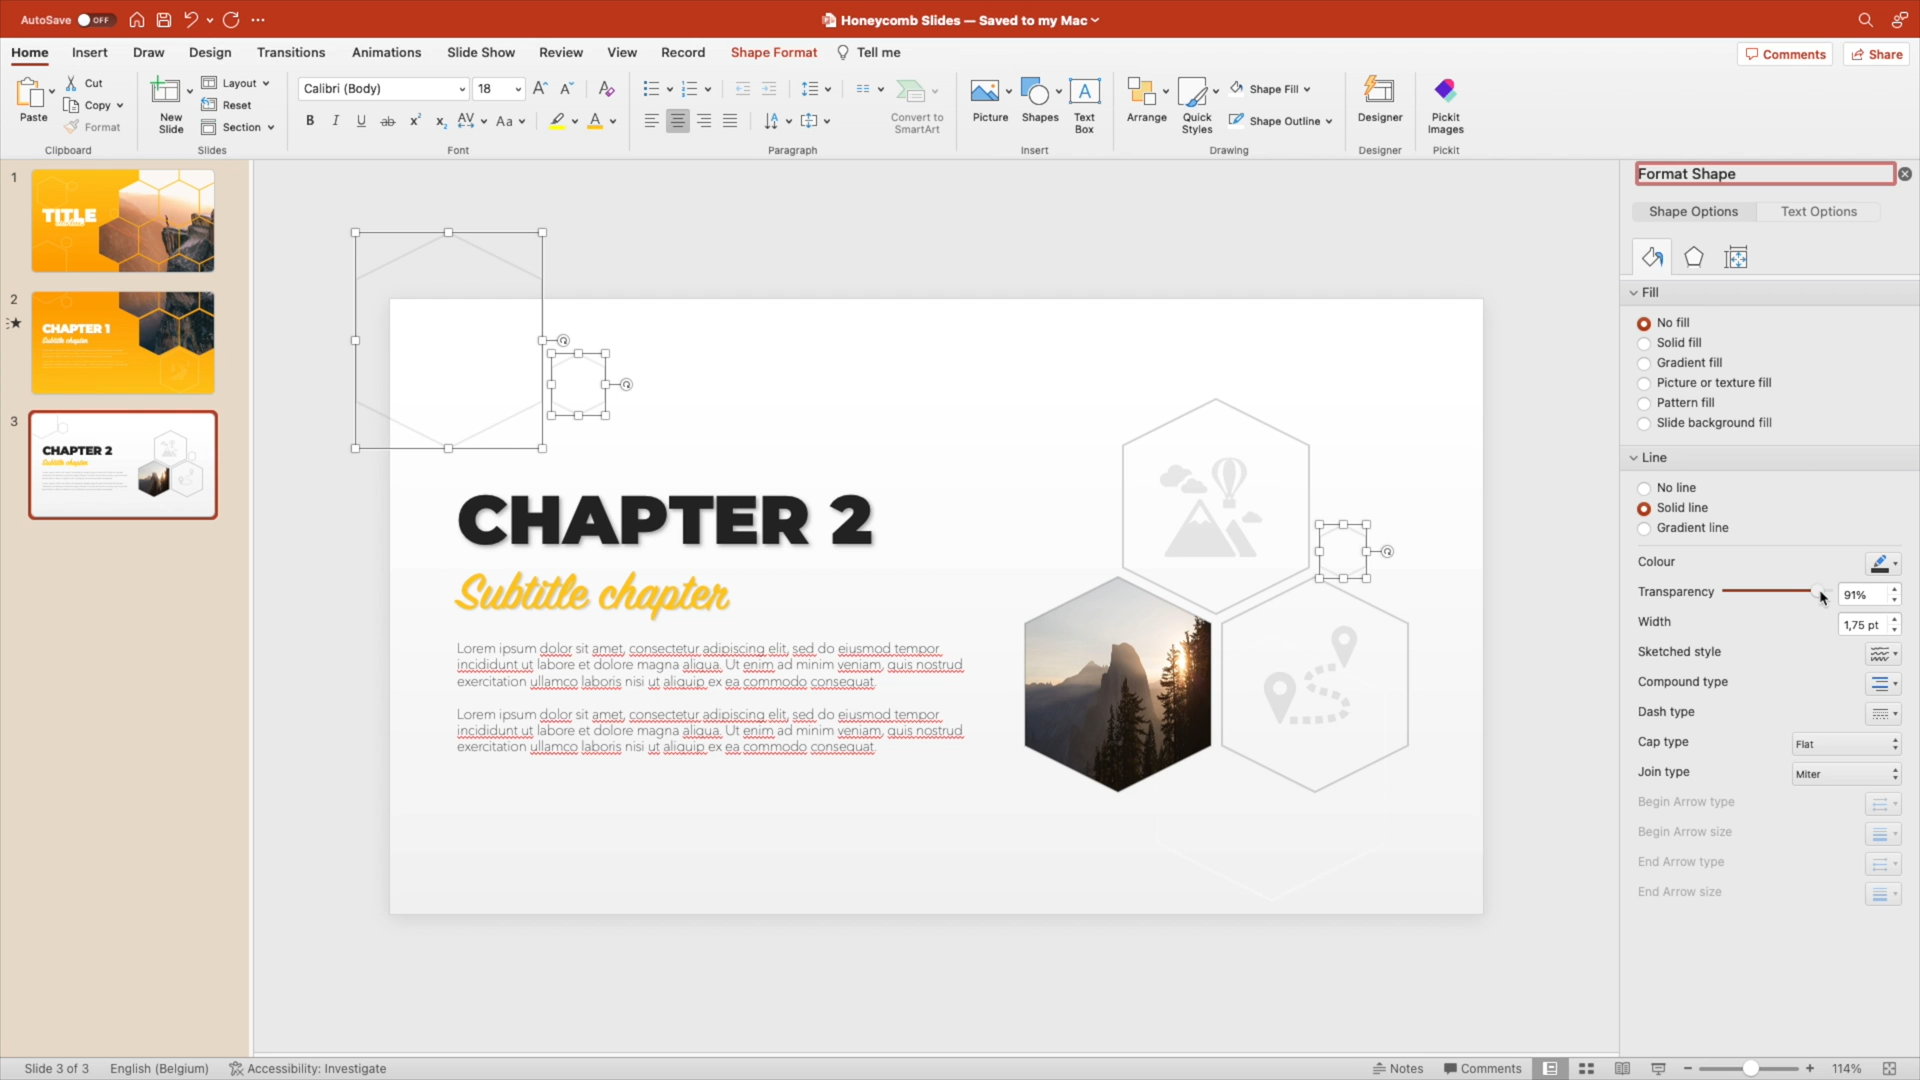 AutoSave OFF
Honeycomb Slides — Saved to my Mac
Home Insert Draw Design Transitions Animations Slide Show Review View Record Shape Format Tell me
Comments Share
Paste
Cut
Copy
Format
Clipboard
New Slide
Layout
Reset
Section
Slides
Calibri (Body) 18
Font
Paragraph
Convert to SmartArt
Picture Shapes Text Box
Insert
Arrange Quick Styles
Shape Fill
Shape Outline
Drawing
Designer
Designer
Pickit Images
Pickit
1
TITLE
2
CHAPTER 1
Subtitle chapter
3
CHAPTER 2
Subtitle chapter
CHAPTER 2
Subtitle chapter
Lorem ipsum dolor sit amet, consectetur adipiscing elit, sed do eiusmod tempor
incididunt ut labore et dolore magna aliqua. Ut enim ad minim veniam, quis nostrud
exercitation ullamco laboris nisi ut aliquip ex ea commodo consequat.
Lorem ipsum dolor sit amet, consectetur adipiscing elit, sed do eiusmod tempor
incididunt ut labore et dolore magna aliqua. Ut enim ad minim veniam, quis nostrud
exercitation ullamco laboris nisi ut aliquip ex ea commodo consequat.
Format Shape
Shape Options Text Options
Fill
No fill
Solid fill
Gradient fill
Picture or texture fill
Pattern fill
Slide background fill
Line
No line
Solid line
Gradient line
Colour
Transparency 91%
Width 1,75 pt
Sketched style
Compound type
Dash type
Cap type Flat
Join type Miter
Begin Arrow type
Begin Arrow size
End Arrow type
End Arrow size
Slide 3 of 3 English (Belgium) Accessibility: Investigate
Notes Comments 114%